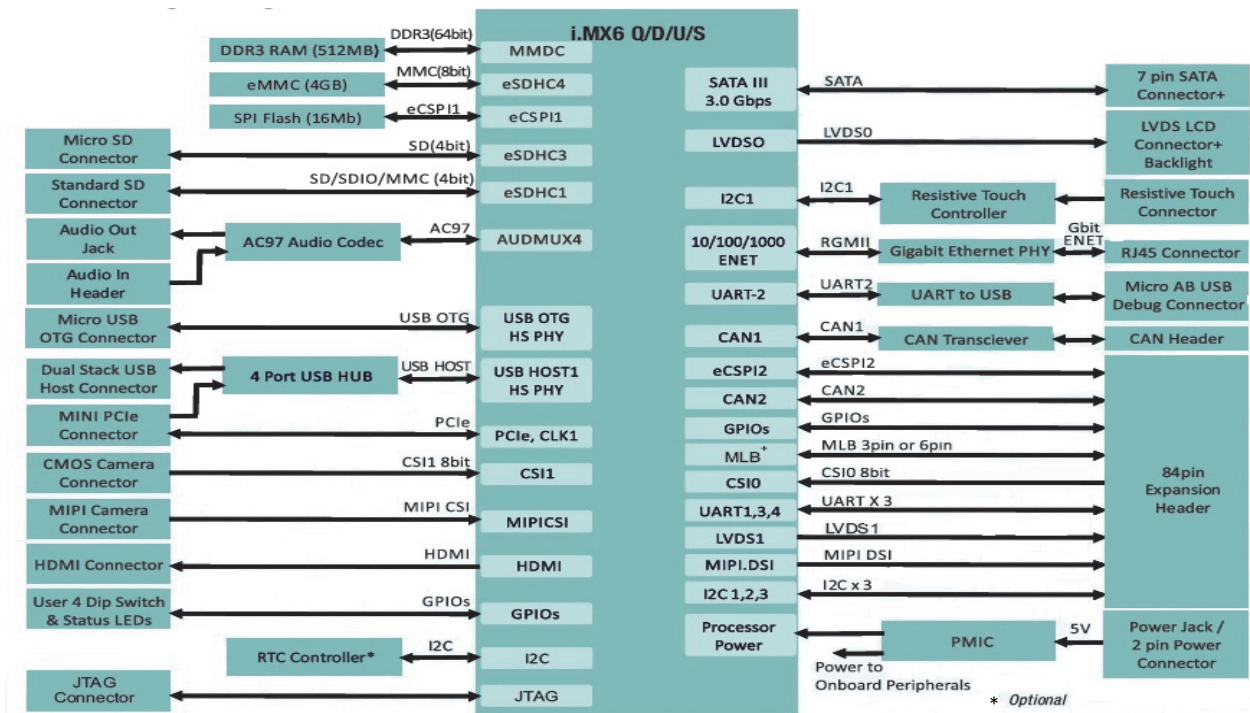 i.MX6 Q/D/U/S
DDR3 RAM (512MB)
DDR3(64bit)
MMDC
eMMC (4GB)
MMC(8bit)
eSDHC4
SPI Flash (16Mb)
eCSPI1
eCSPI1
Micro SD
Connector
SD(4bit)
eSDHC3
Standard SD
Connector
SD/SDIO/MMC (4bit)
eSDHC1
Audio Out
Jack
AC97 Audio Codec
AC97
AUDMUX4
Audio In
Header
Micro USB
OTG Connector
USB OTG
USB OTG
HS PHY
Dual Stack USB
Host Connector
4 Port USB HUB
USB HOST
USB HOST1
HS PHY
MINI PCIe
Connector
PCIe
PCIe, CLK1
CMOS Camera
Connector
CSI1 8bit
CSI1
MIPI Camera
Connector
MIPI CSI
MIPICSI
HDMI Connector
HDMI
HDMI
User 4 Dip Switch
& Status LEDs
GPIOs
GPIOs
RTC Controller*
I2C
I2C
JTAG
Connector
JTAG
SATA III
3.0 Gbps
SATA
7 pin SATA
Connector+
LVDSO
LVDS0
LVDS LCD
Connector+
Backlight
I2C1
I2C1
Resistive Touch
Controller
Resistive Touch
Connector
10/100/1000
ENET
RGMII
Gigabit Ethernet PHY
Gbit
ENET
RJ45 Connector
UART-2
UART2
UART to USB
Micro AB USB
Debug Connector
CAN1
CAN1
CAN Transciever
CAN Header
eCSPI2
eCSPI2
CAN2
CAN2
GPIOs
GPIOs
MLB+
MLB 3pin or 6pin
CSI0
CSI0 8bit
UART1,3,4
UART X 3
LVDS1
LVDS1
MIPI.DSI
MIPI DSI
I2C 1,2,3
I2C x 3
84pin
Expansion
Header
Processor
Power
PMIC
5V
Power Jack /
2 pin Power
Connector
Power to
Onboard Peripherals
* Optional